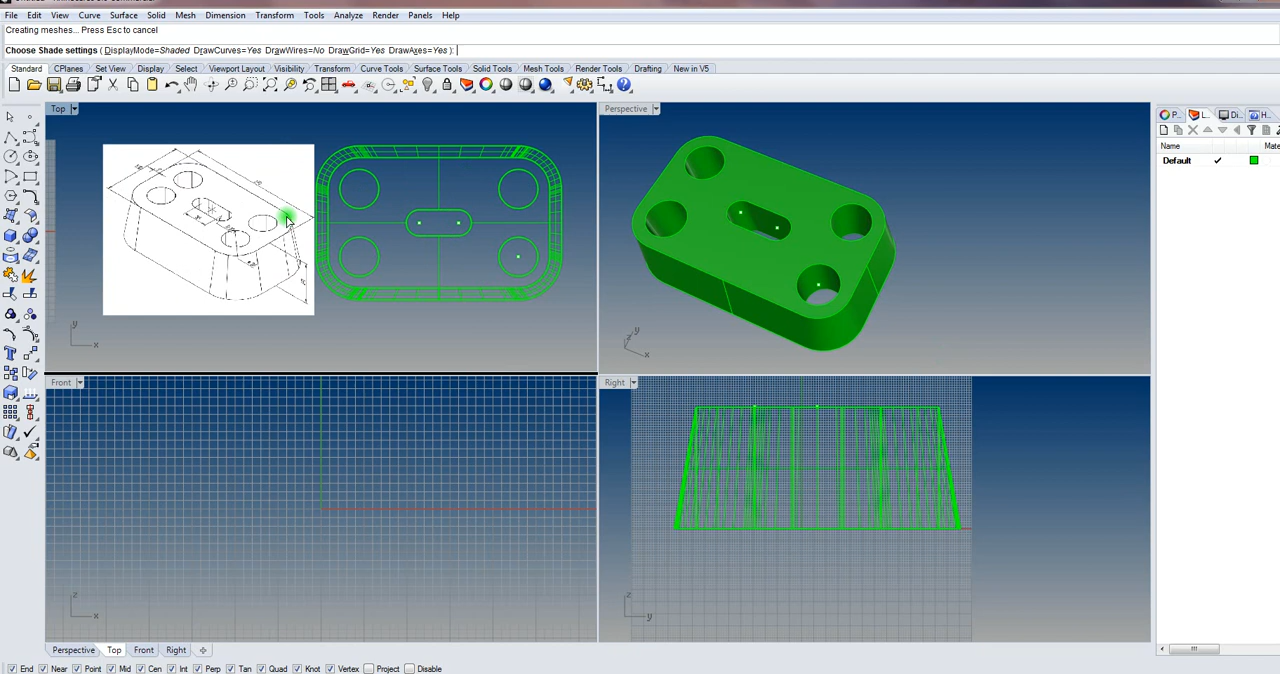 File Edit View Curve Surface Solid Mesh Dimension Transform Tools Analyze Render Panels Help
Creating meshes... Press Esc to cancel
Choose Shade settings ( DisplayMode=Shaded DrawCurves=Yes DrawWires=No DrawGrid=Yes DrawAxes=Yes ):
Standard CPlanes Set View Display Select Viewport Layout Visibility Transform Curve Tools Surface Tools Solid Tools Mesh Tools Render Tools Drafting New in V5
Top
Perspective
P... L... Di... H...
Name Mate
Default
y
x
y
x
Front
Right
z
x
z
y
Perspective Top Front Right
End Near Point Mid Cen Int Perp Tan Quad Knot Vertex Project Disable